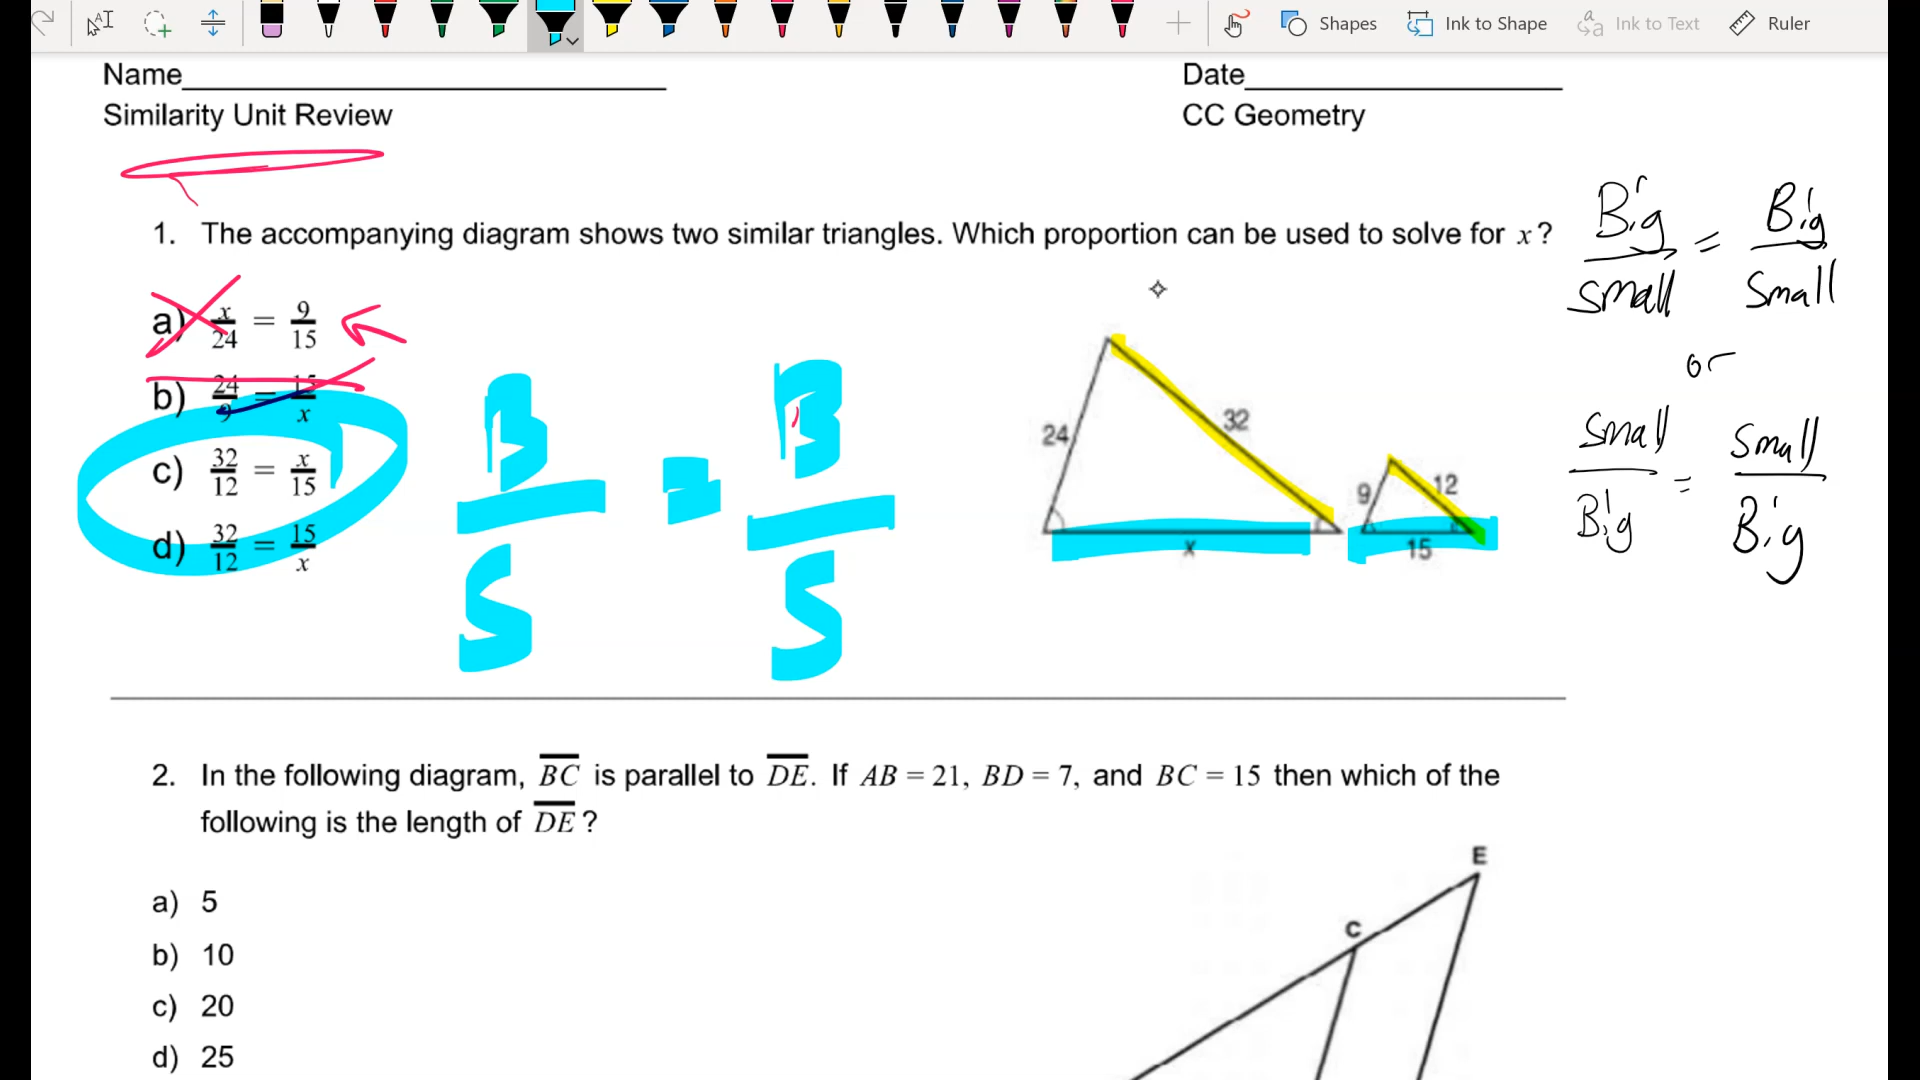 Shapes Ink to Shape Ink to Text Ruler
Name Date
Similarity Unit Review CC Geometry
1. The accompanying diagram shows two similar triangles. Which proportion can be used to solve for x?
a) x/24 = 9/15
b) 24/9 = 15/x
c) 32/12 = x/15
d) 32/12 = 15/x
B/S = B/S
24
32
x
9
12
15
Big/small = Big/Small
or
Small/Big = Small/Big
2. In the following diagram, BC is parallel to DE. If AB = 21, BD = 7, and BC = 15 then which of the
following is the length of DE?
a) 5
b) 10
c) 20
d) 25
E
C